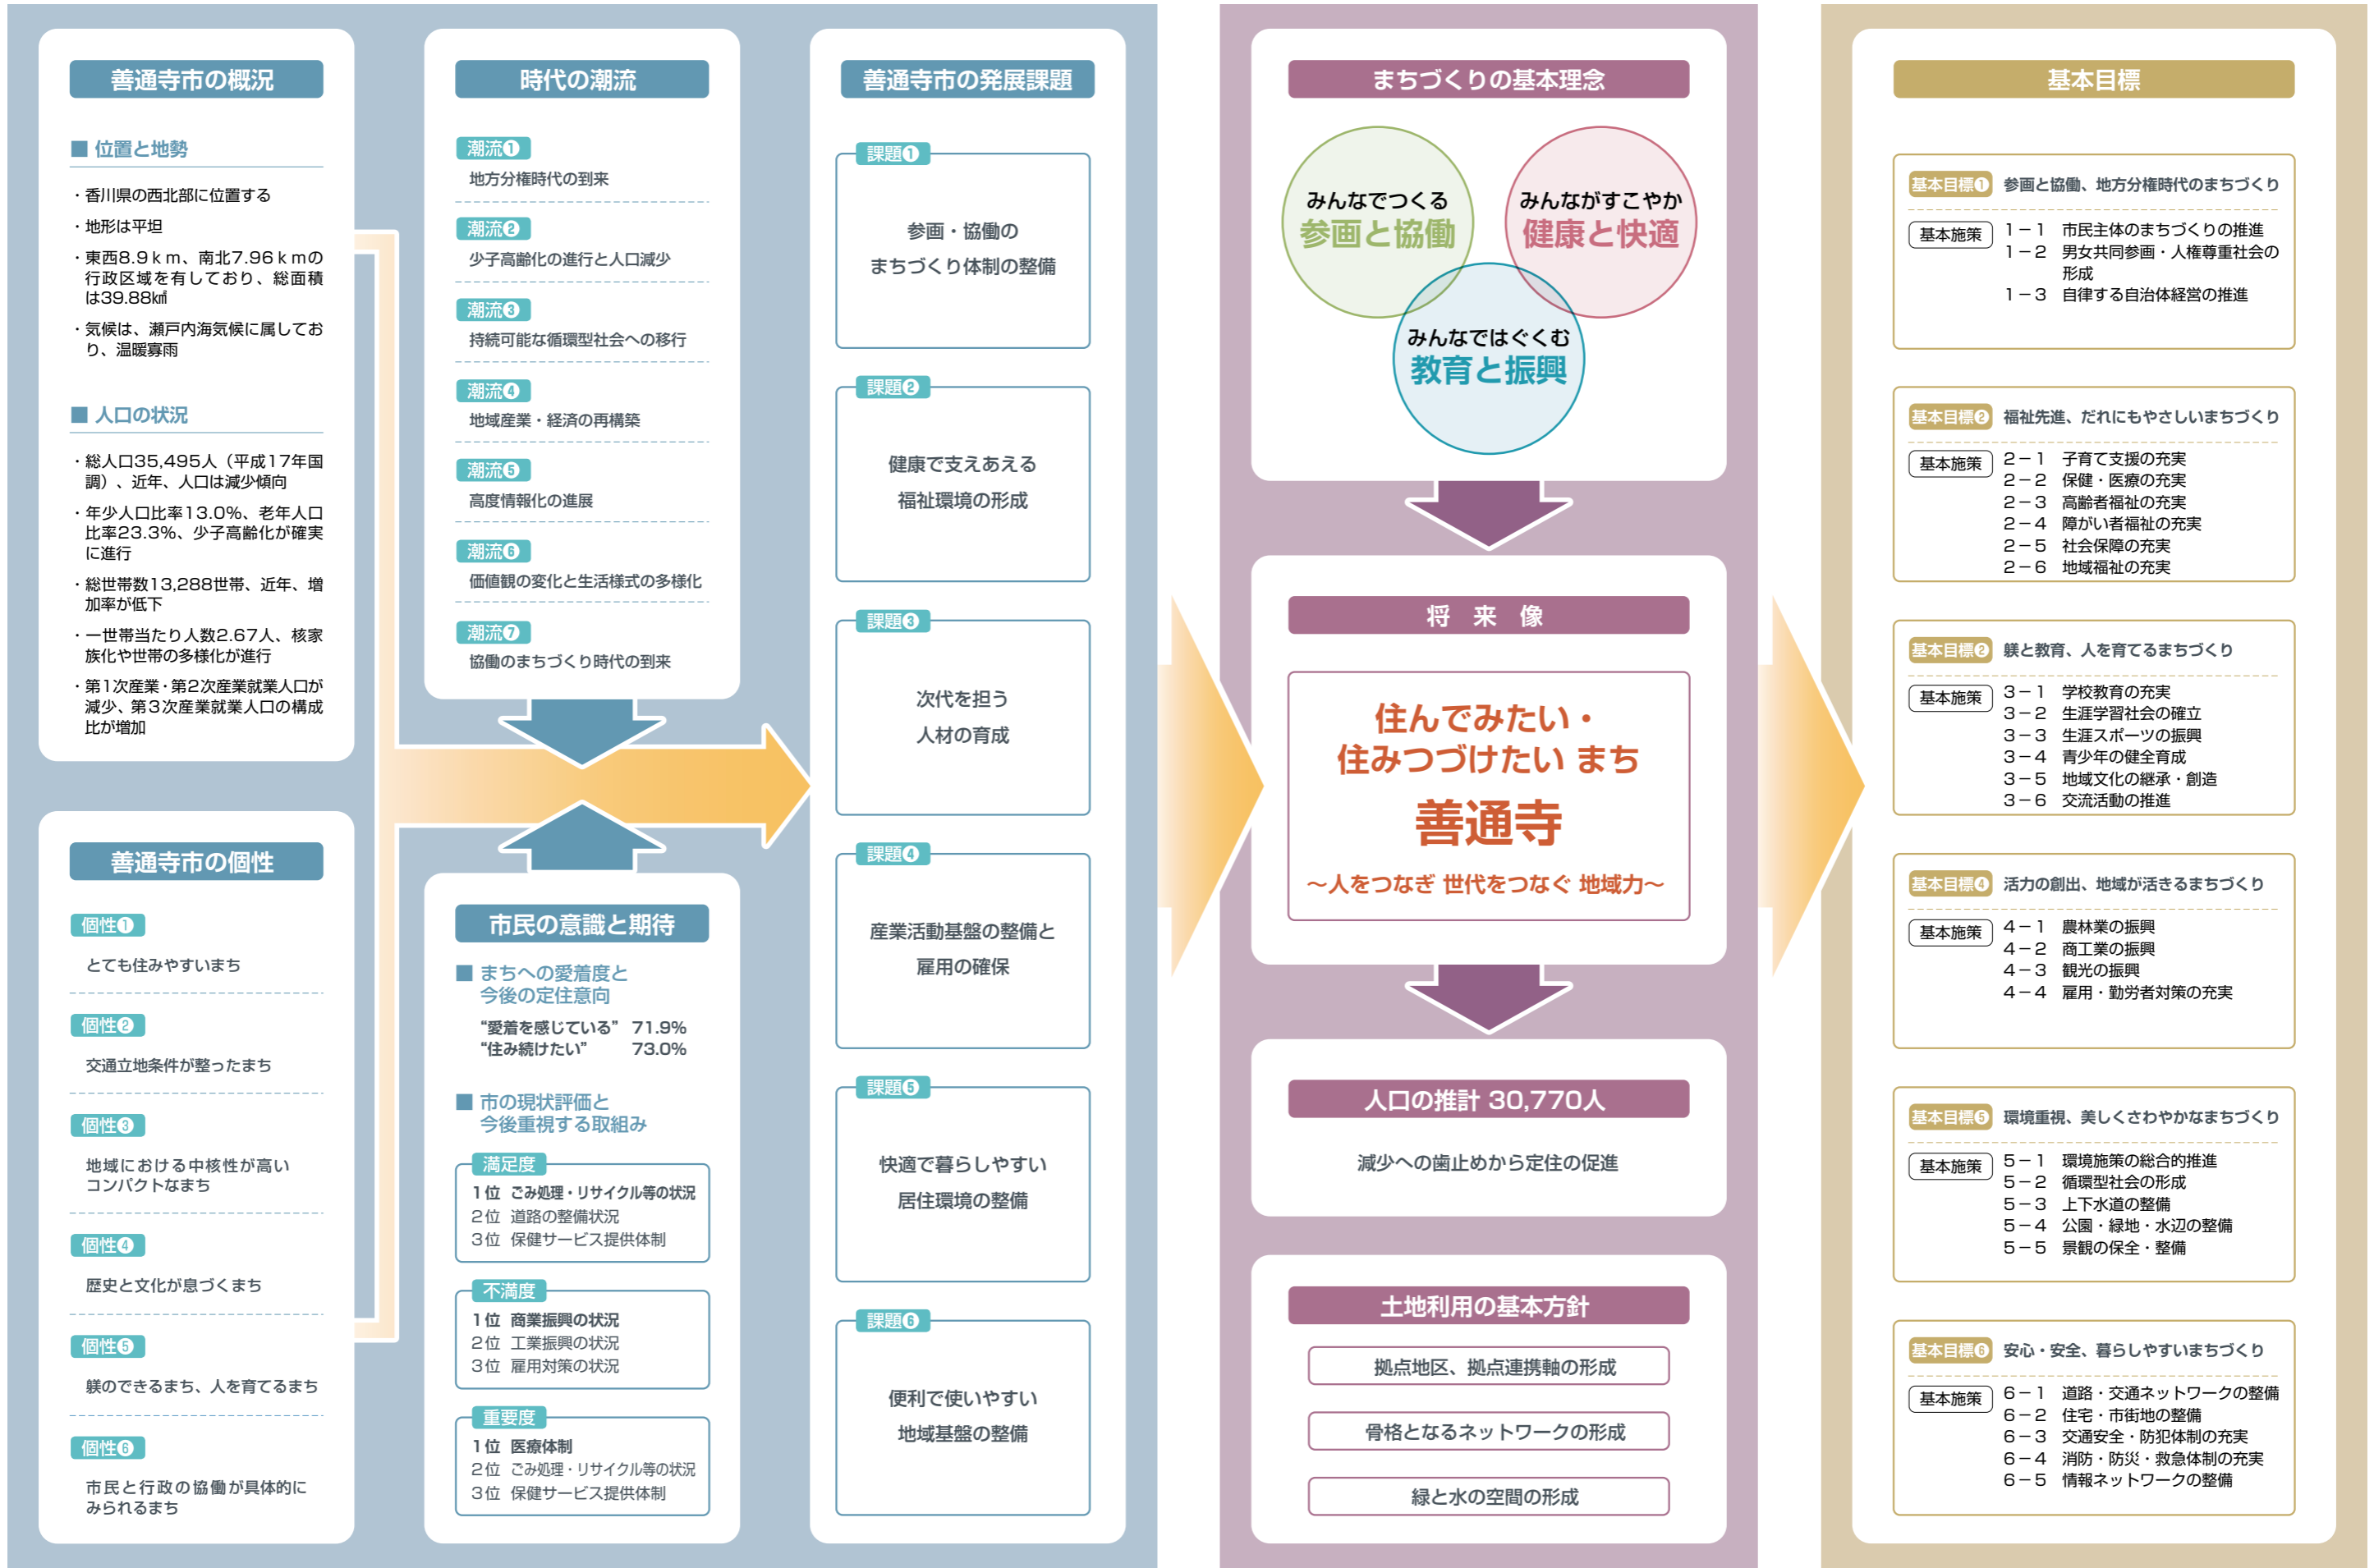 善通寺市の概況
■ 位置と地勢
・香川県の西北部に位置する
・地形は平坦
・東西8.9ｋｍ、南北7.96ｋｍの
行政区域を有しており、総面積
は39.88㎢
・気候は、瀬戸内海気候に属してお
り、温暖寡雨
■ 人口の状況
・総人口35,495人（平成17年国
調）、近年、人口は減少傾向
・年少人口比率13.0%、老年人口
比率23.3%、少子高齢化が確実
に進行
・総世帯数13,288世帯、近年、増
加率が低下
・一世帯当たり人数2.67人、核家
族化や世帯の多様化が進行
・第1次産業・第2次産業就業人口が
減少、第3次産業就業人口の構成
比が増加
善通寺市の個性
個性❶
とても住みやすいまち
個性❷
交通立地条件が整ったまち
個性❸
地域における中核性が高い
コンパクトなまち
個性❹
歴史と文化が息づくまち
個性❺
躾のできるまち、人を育てるまち
個性❻
市民と行政の協働が具体的に
みられるまち
時代の潮流
潮流❶
地方分権時代の到来
潮流❷
少子高齢化の進行と人口減少
潮流❸
持続可能な循環型社会への移行
潮流❹
地域産業・経済の再構築
潮流❺
高度情報化の進展
潮流❻
価値観の変化と生活様式の多様化
潮流❼
協働のまちづくり時代の到来
市民の意識と期待
■ まちへの愛着度と
今後の定住意向
“愛着を感じている” 71.9%
“住み続けたい” 73.0%
■ 市の現状評価と
今後重視する取組み
満足度
1位 ごみ処理・リサイクル等の状況
2位 道路の整備状況
3位 保健サービス提供体制
不満度
1位 商業振興の状況
2位 工業振興の状況
3位 雇用対策の状況
重要度
1位 医療体制
2位 ごみ処理・リサイクル等の状況
3位 保健サービス提供体制
善通寺市の発展課題
課題❶
参画・協働の
まちづくり体制の整備
課題❷
健康で支えあえる
福祉環境の形成
課題❸
次代を担う
人材の育成
課題❹
産業活動基盤の整備と
雇用の確保
課題❺
快適で暮らしやすい
居住環境の整備
課題❻
便利で使いやすい
地域基盤の整備
まちづくりの基本理念
みんなでつくる
参画と協働
みんながすこやか
健康と快適
みんなではぐくむ
教育と振興
将 来 像
住んでみたい・
住みつづけたい まち
善通寺
～人をつなぎ 世代をつなぐ 地域力～
人口の推計 30,770人
減少への歯止めから定住の促進
土地利用の基本方針
拠点地区、拠点連携軸の形成
骨格となるネットワークの形成
緑と水の空間の形成
基本目標
基本目標❶ 参画と協働、地方分権時代のまちづくり
基本施策 1－1 市民主体のまちづくりの推進
1－2 男女共同参画・人権尊重社会の
形成
1－3 自律する自治体経営の推進
基本目標❷ 福祉先進、だれにもやさしいまちづくり
基本施策 2－1 子育て支援の充実
2－2 保健・医療の充実
2－3 高齢者福祉の充実
2－4 障がい者福祉の充実
2－5 社会保障の充実
2－6 地域福祉の充実
基本目標❷ 躾と教育、人を育てるまちづくり
基本施策 3－1 学校教育の充実
3－2 生涯学習社会の確立
3－3 生涯スポーツの振興
3－4 青少年の健全育成
3－5 地域文化の継承・創造
3－6 交流活動の推進
基本目標❹ 活力の創出、地域が活きるまちづくり
基本施策 4－1 農林業の振興
4－2 商工業の振興
4－3 観光の振興
4－4 雇用・勤労者対策の充実
基本目標❺ 環境重視、美しくさわやかなまちづくり
基本施策 5－1 環境施策の総合的推進
5－2 循環型社会の形成
5－3 上下水道の整備
5－4 公園・緑地・水辺の整備
5－5 景観の保全・整備
基本目標❻ 安心・安全、暮らしやすいまちづくり
基本施策 6－1 道路・交通ネットワークの整備
6－2 住宅・市街地の整備
6－3 交通安全・防犯体制の充実
6－4 消防・防災・救急体制の充実
6－5 情報ネットワークの整備